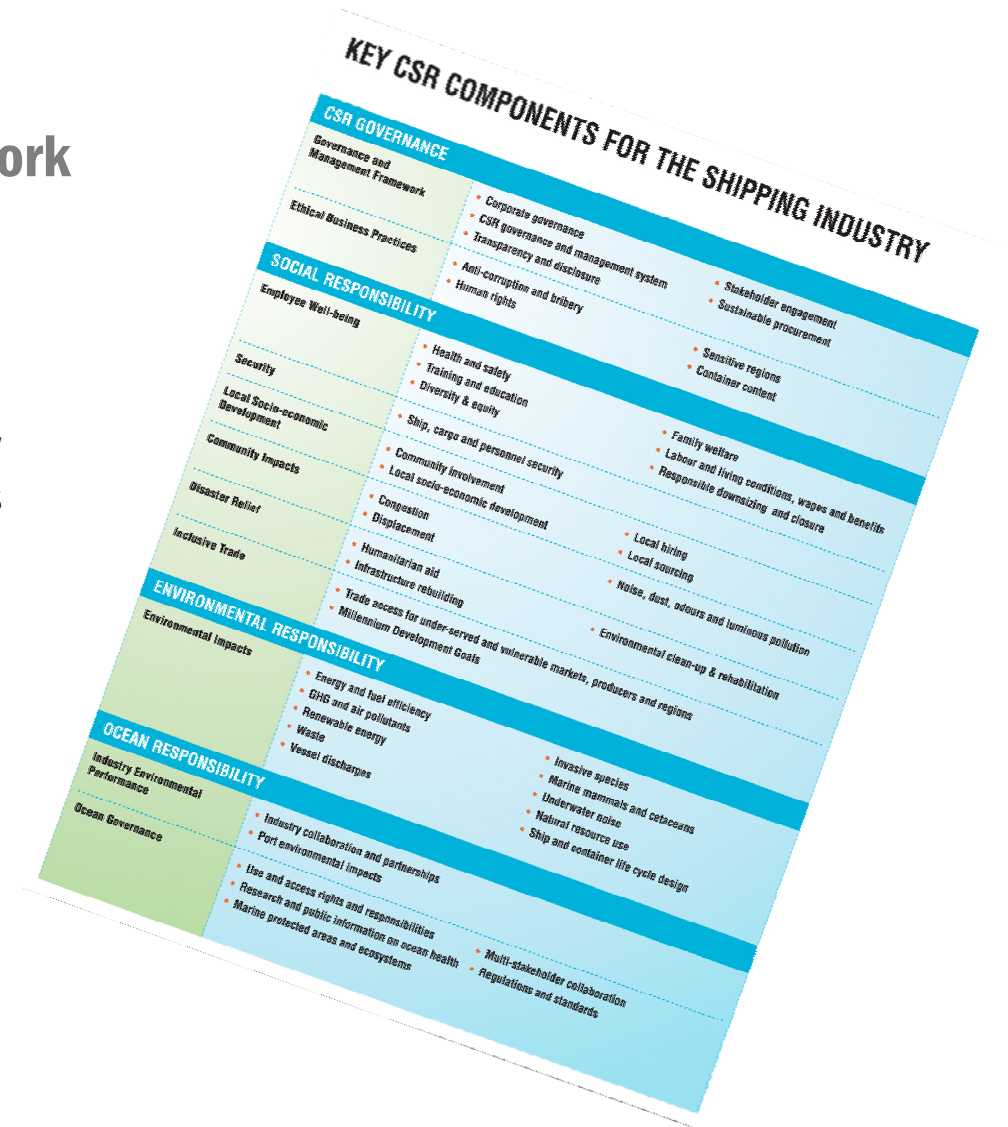 ork
KEY CSR COMPONENTS FOR THE SHIPPING INDUSTRY
CSR GOVERNANCE
Governance and
Management Framework
• Corporate governance
• CSR governance and management system
• Transparency and disclosure
• Stakeholder engagement
• Sustainable procurement
Ethical Business Practices
• Anti-corruption and bribery
• Human rights
• Sensitive regions
• Container content
SOCIAL RESPONSIBILITY
Employee Well-being
• Health and safety
• Training and education
• Diversity & equity
• Family welfare
• Labour and living conditions, wages and benefits
• Responsible downsizing and closure
Security
• Ship, cargo and personnel security
Local Socio-economic
Development
• Community involvement
• Local socio-economic development
• Local hiring
• Local sourcing
Community Impacts
• Congestion
• Displacement
• Noise, dust, odours and luminous pollution
Disaster Relief
• Humanitarian aid
• Infrastructure rebuilding
• Environmental clean-up & rehabilitation
Inclusive Trade
• Trade access for under-served and vulnerable markets, producers and regions
• Millennium Development Goals
ENVIRONMENTAL RESPONSIBILITY
Environmental Impacts
• Energy and fuel efficiency
• GHG and air pollutants
• Renewable energy
• Waste
• Vessel discharges
• Invasive species
• Marine mammals and cetaceans
• Underwater noise
• Natural resource use
• Ship and container life cycle design
OCEAN RESPONSIBILITY
Industry Environmental
Performance
• Industry collaboration and partnerships
• Port environmental impacts
Ocean Governance
• Use and access rights and responsibilities
• Research and public information on ocean health
• Marine protected areas and ecosystems
• Multi-stakeholder collaboration
• Regulations and standards